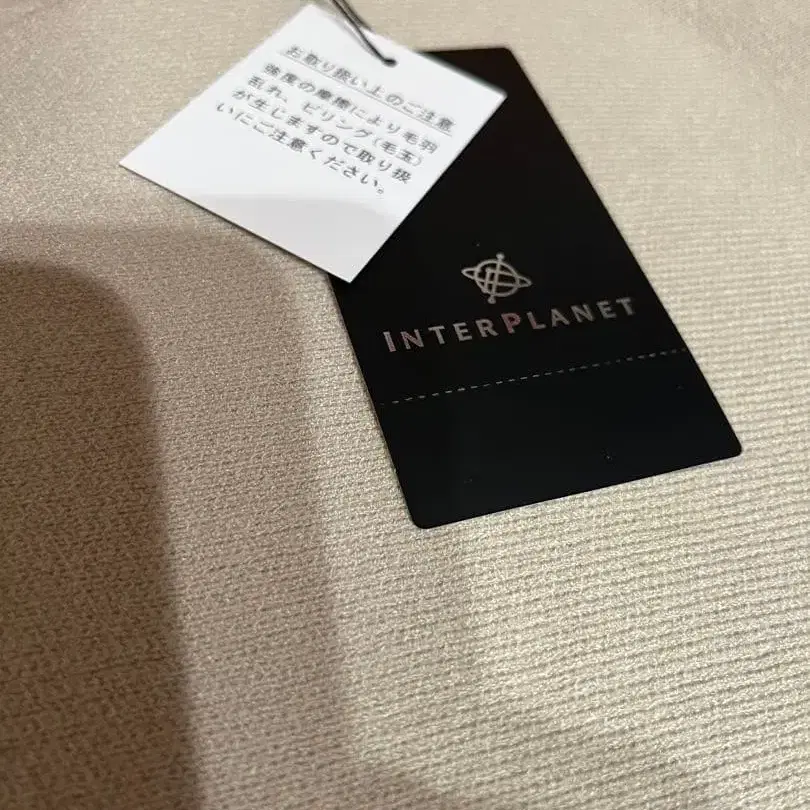 お取り扱い上のご注意
強度の摩擦により毛羽
乱れ、ピリング(毛玉)
が生じますので取り扱
いにご注意ください。
INTERPLANET